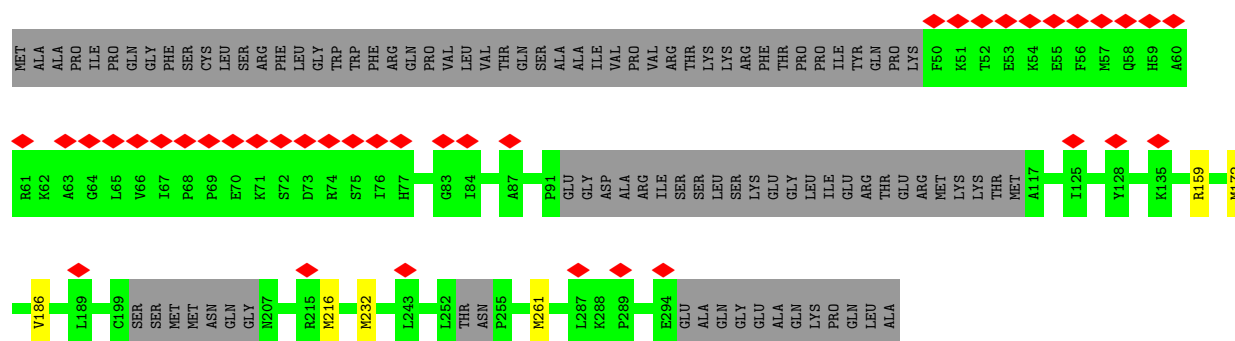 MET ALA ALA PRO ILE PRO GLN GLY PHE SER CYS LEU SER ARG PHE LEU GLY TRP TRP PHE ARG GLN PRO VAL LEU VAL THR GLN SER ALA ALA ILE VAL PRO VAL ARG THR LYS LYS ARG PHE THR PRO PRO ILE TYR GLN PRO LYS F50 K51 T52 E53 K54 E55 F56 M57 Q58 H59 A60
R61 K62 A63 G64 L65 V66 I67 P68 P69 E70 K71 S72 D73 R74 S75 I76 H77 G83 I84 A87 P91 GLU GLY ASP ALA ARG ILE SER SER LEU SER LYS GLU GLY LEU ILE GLU ARG THR GLU ARG MET LYS LYS THR MET A117 I125 Y128 K135 R159
V186 L189 C199 SER SER MET MET ASN GLN GLY N207 R215 M216 M232 L243 L252 THR ASN P255 M261 L287 K288 P289 E294 GLU ALA GLN GLY GLU ALA GLN LYS PRO GLN LEU ALA